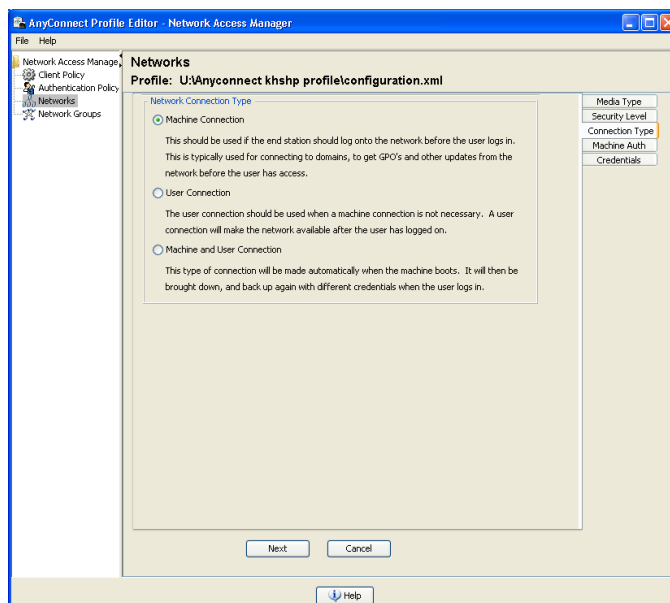 AnyConnect Profile Editor - Network Access Manager
File Help
Network Access Manage
Client Policy
Authentication Policy
Networks
Network Groups
Networks
Profile: U:\Anyconnect khshp profile\configuration.xml
Network Connection Type
Machine Connection
This should be used if the end station should log onto the network before the user logs in.
This is typically used for connecting to domains, to get GPO's and other updates from the
network before the user has access.
User Connection
The user connection should be used when a machine connection is not necessary. A user
connection will make the network available after the user has logged on.
Machine and User Connection
This type of connection will be made automatically when the machine boots. It will then be
brought down, and back up again with different credentials when the user logs in.
Media Type
Security Level
Connection Type
Machine Auth
Credentials
Next
Cancel
Help